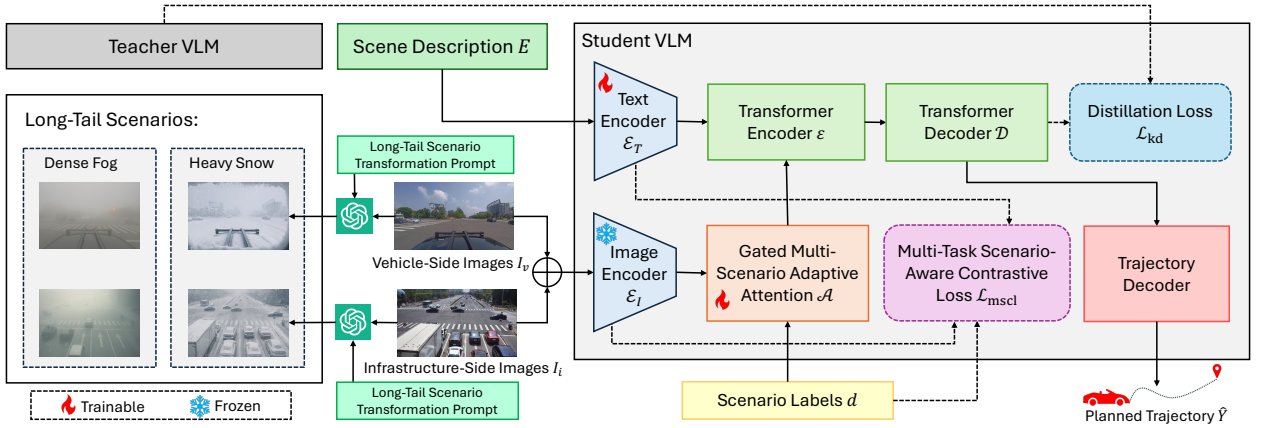 Teacher VLM
Scene Description E
Student VLM
Long-Tail Scenarios:
Dense Fog
Heavy Snow
Long-Tail Scenario
Transformation Prompt
Vehicle-Side Images I_v
Infrastructure-Side Images I_i
Long-Tail Scenario
Transformation Prompt
Trainable
Frozen
Text
Encoder
ℰ_T
Transformer
Encoder ε
Transformer
Decoder 𝒟
Distillation Loss
ℒ_kd
Image
Encoder
ℰ_I
Gated Multi-
Scenario Adaptive
Attention 𝒜
Multi-Task Scenario-
Aware Contrastive
Loss ℒ_mscl
Trajectory
Decoder
Scenario Labels d
Planned Trajectory Ŷ